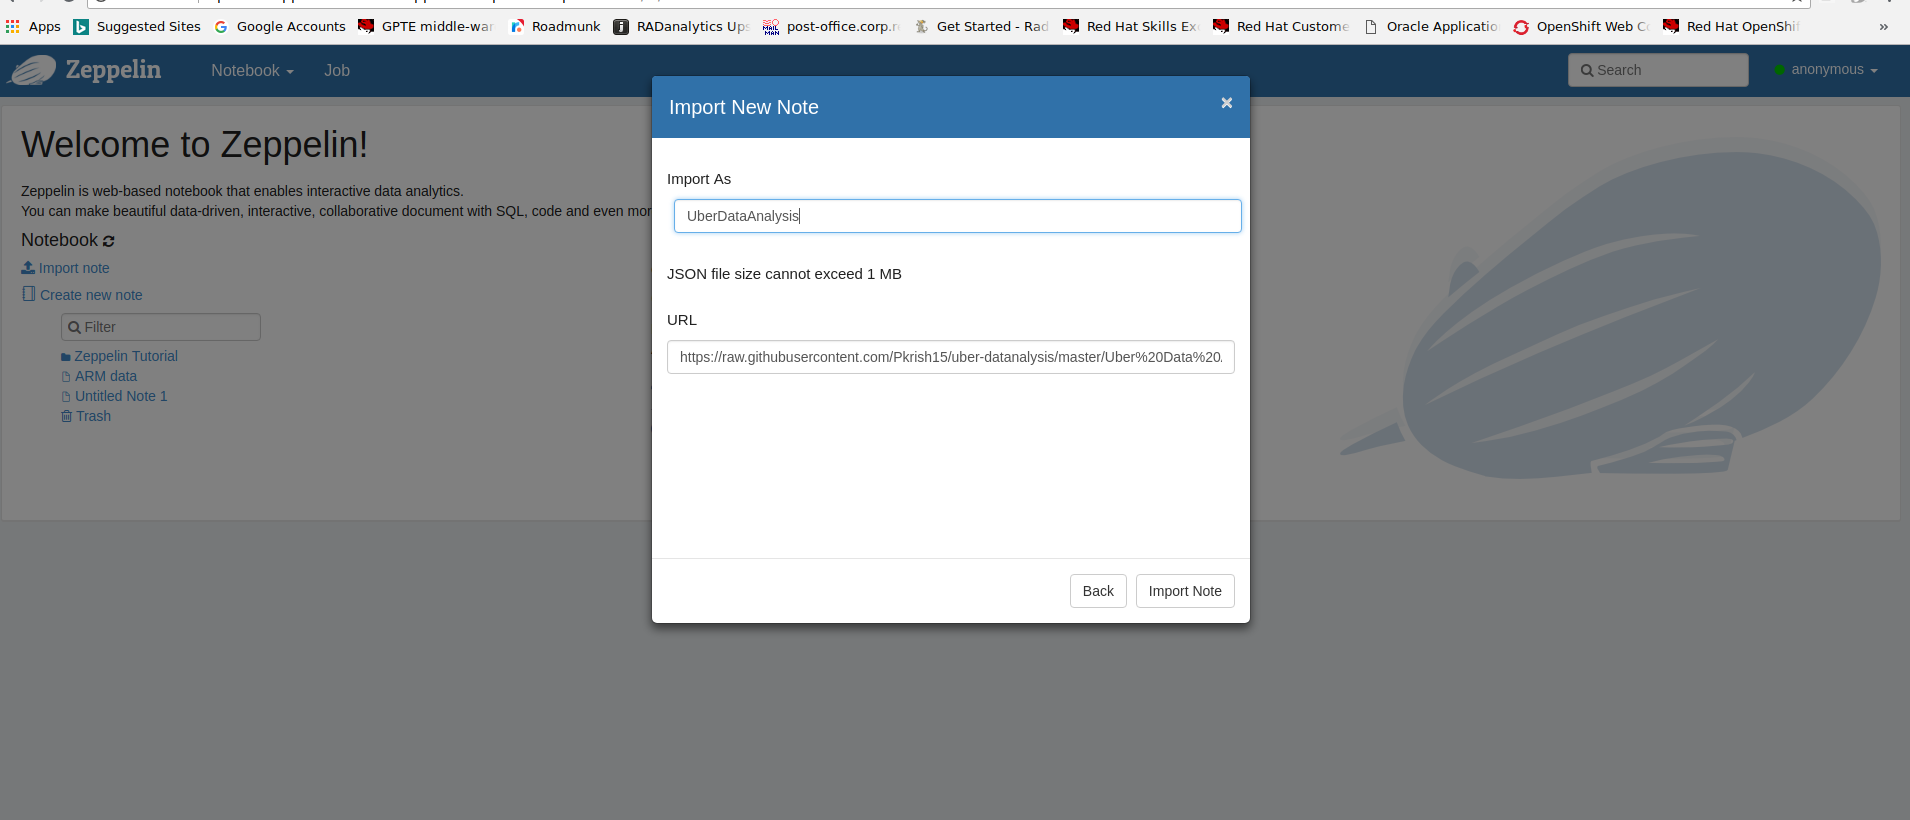 Apps Suggested Sites Google Accounts GPTE middle-war Roadmunk RADanalytics Ups post-office.corp.re Get Started - Rad Red Hat Skills Ex Red Hat Custome Oracle Applicatio OpenShift Web Co Red Hat OpenShif »
Zeppelin Notebook Job Search anonymous
Import New Note ×
Welcome to Zeppelin!
Zeppelin is web-based notebook that enables interactive data analytics.
You can make beautiful data-driven, interactive, collaborative document with SQL, code and even mor
Notebook
Import note
Create new note
Filter
Zeppelin Tutorial
ARM data
Untitled Note 1
Trash
Import As
UberDataAnalysis
JSON file size cannot exceed 1 MB
URL
https://raw.githubusercontent.com/Pkrish15/uber-datanalysis/master/Uber%20Data%20.
Back Import Note